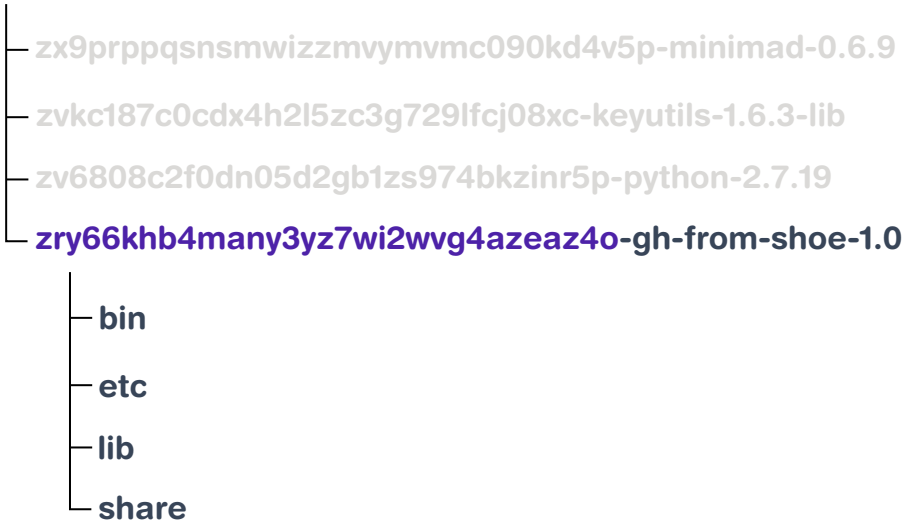 zx9prppqsnsmwizzmvymvmc090kd4v5p-minimad-0.6.9
zvkc187c0cdx4h2l5zc3g729lfcj08xc-keyutils-1.6.3-lib
zv6808c2f0dn05d2gb1zs974bkzinr5p-python-2.7.19
zry66khb4many3yz7wi2wvg4azeaz4o-gh-from-shoe-1.0
bin
etc
lib
share